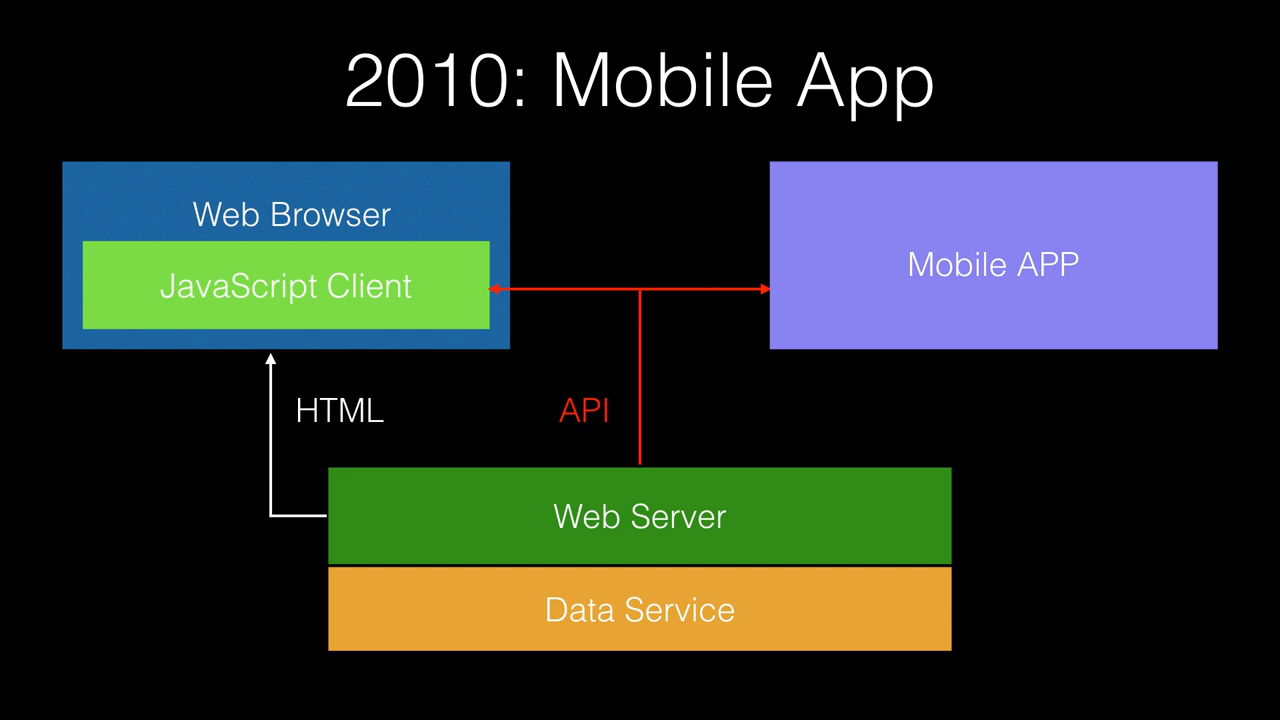 2010: Mobile App
Web Browser
JavaScript Client
Mobile APP
HTML
API
Web Server
Data Service